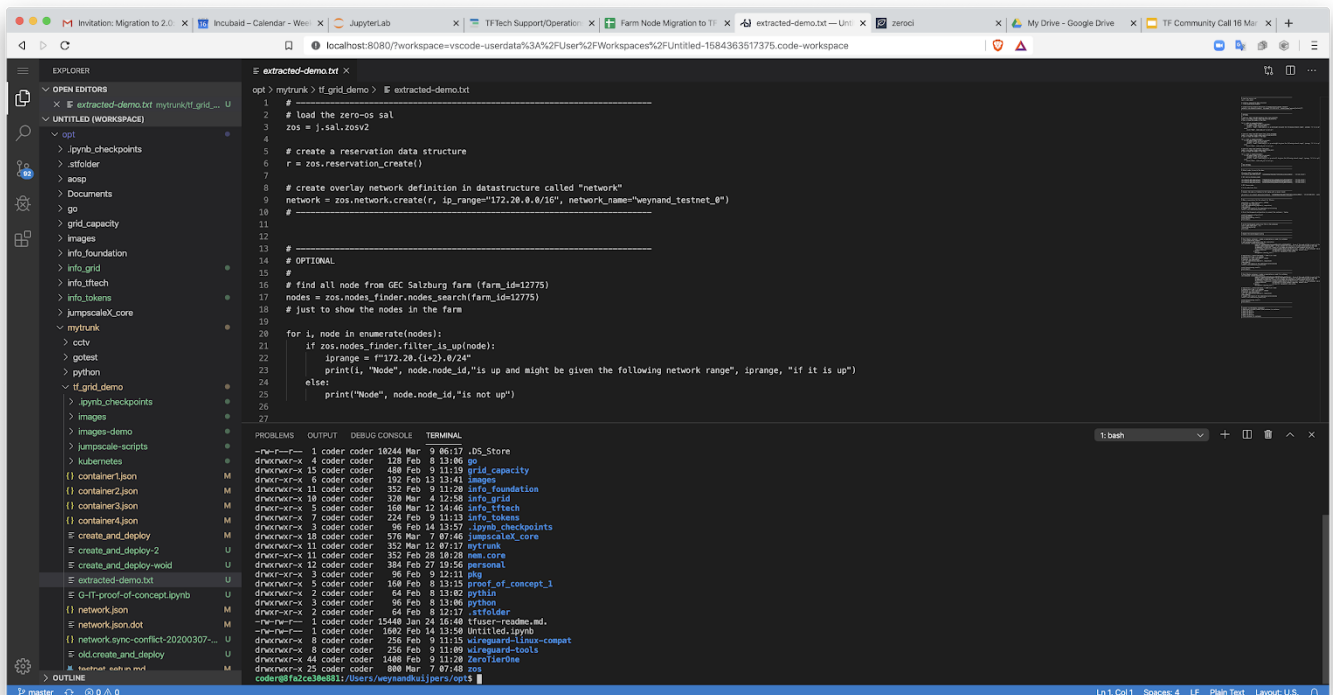 Invitation: Migration to 2.0:
Incubaid – Calendar - Wee
JupyterLab
TFTech Support/Operation
Farm Node Migration to TF
extracted-demo.txt — Unti
zeroci
My Drive - Google Drive
TF Community Call 16 Mar
localhost:8080/?workspace=vscode-userdata%3A%2FUser%2FWorkspaces%2FUntitled-1584363517375.code-workspace
EXPLORER
OPEN EDITORS
extracted-demo.txt mytrunk/tf_grid_... U
UNTITLED (WORKSPACE)
opt
.ipynb_checkpoints
.stfolder
aosp
Documents
go
grid_capacity
images
info_foundation
info_grid
info_tftech
info_tokens
jumpscaleX_core
mytrunk
cctv
gotest
python
tf_grid_demo
.ipynb_checkpoints
images
images-demo
jumpscale-scripts
kubernetes
container1.json M
container2.json M
container3.json M
container4.json M
create_and_deploy M
create_and_deploy-2 U
create_and_deploy-woid U
extracted-demo.txt U
G-IT-proof-of-concept.ipynb U
network.json M
network.json.dot M
network.sync-conflict-20200307-... U
old.create_and_deploy U
testnet_setup.md M
OUTLINE
92
extracted-demo.txt
opt > mytrunk > tf_grid_demo > extracted-demo.txt
1 # -------------------------------------------------------------------------
2 # load the zero-os sal
3 zos = j.sal.zosv2
4
5 # create a reservation data structure
6 r = zos.reservation_create()
7
8 # create overlay network definition in datastructure called "network"
9 network = zos.network.create(r, ip_range="172.20.0.0/16", network_name="weynand_testnet_0")
10 # -------------------------------------------------------------------------
11
12
13 # -------------------------------------------------------------------------
14 # OPTIONAL
15 #
16 # find all node from GEC Salzburg farm (farm_id=12775)
17 nodes = zos.nodes_finder.nodes_search(farm_id=12775)
18 # just to show the nodes in the farm
19
20 for i, node in enumerate(nodes):
21 if zos.nodes_finder.filter_is_up(node):
22 iprange = f"172.20.{i+2}.0/24"
23 print(i, "Node", node.node_id,"is up and might be given the following network range", iprange, "if it is up")
24 else:
25 print("Node", node.node_id,"is not up")
26
27
PROBLEMS OUTPUT DEBUG CONSOLE TERMINAL
1: bash
-rw-r--r-- 1 coder coder 10244 Mar 9 06:17 .DS_Store
drwxrwxr-x 4 coder coder 128 Feb 8 13:06 go
drwxrwxr-x 15 coder coder 480 Feb 9 11:19 grid_capacity
drwxrwxr-x 6 coder coder 192 Feb 13 13:41 images
drwxrwxr-x 11 coder coder 352 Feb 9 11:20 info_foundation
drwxrwxr-x 10 coder coder 320 Mar 4 12:58 info_grid
drwxrwxr-x 5 coder coder 160 Mar 12 14:46 info_tftech
drwxrwxr-x 7 coder coder 224 Feb 9 11:13 info_tokens
drwxrwxr-x 3 coder coder 96 Feb 14 13:57 .ipynb_checkpoints
drwxrwxr-x 18 coder coder 576 Mar 7 07:46 jumpscaleX_core
drwxrwxr-x 11 coder coder 352 Mar 12 07:17 mytrunk
drwxr-xr-x 11 coder coder 352 Feb 28 10:28 nem.core
drwxrwxr-x 12 coder coder 384 Feb 27 19:56 personal
drwxrwxr-x 3 coder coder 96 Feb 9 12:11 pkg
drwxrwxr-x 5 coder coder 160 Feb 8 13:15 proof_of_concept_1
drwxrwxr-x 2 coder coder 64 Feb 8 13:02 pythin
drwxrwxr-x 3 coder coder 96 Feb 8 13:06 python
drwxr-xr-x 2 coder coder 64 Feb 8 12:17 .stfolder
-rw-rw-r-- 1 coder coder 15440 Jan 24 16:40 tfuser-readme.md.
-rw-rw-r-- 1 coder coder 1602 Feb 14 13:50 Untitled.ipynb
drwxrwxr-x 8 coder coder 256 Feb 9 11:15 wireguard-linux-compat
drwxrwxr-x 8 coder coder 256 Feb 9 11:09 wireguard-tools
drwxrwxr-x 44 coder coder 1408 Feb 9 11:20 ZeroTierOne
drwxrwxr-x 25 coder coder 800 Mar 7 07:48 zos
coder@8fa2ce30e881:/Users/weynandkuijpers/opt$
master 0 0 Ln 1, Col 1 Spaces: 4 LF Plain Text Layout: U.S.